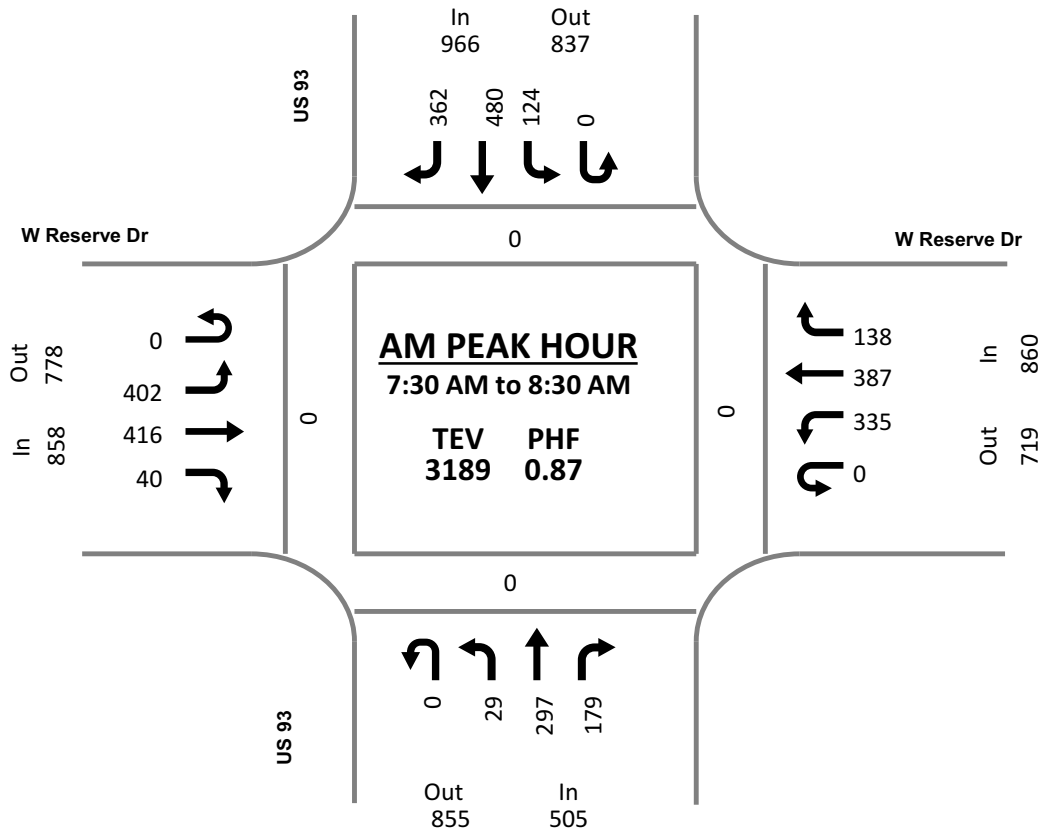 In Out
966 837
US 93
362 480 124 0
W Reserve Dr
0
W Reserve Dr
Out 778
In 858
0
402
416
40
0
AM PEAK HOUR
7:30 AM to 8:30 AM
TEV PHF
3189 0.87
0
138
387
335
0
In 860
Out 719
0
0 29 297 179
US 93
Out In
855 505